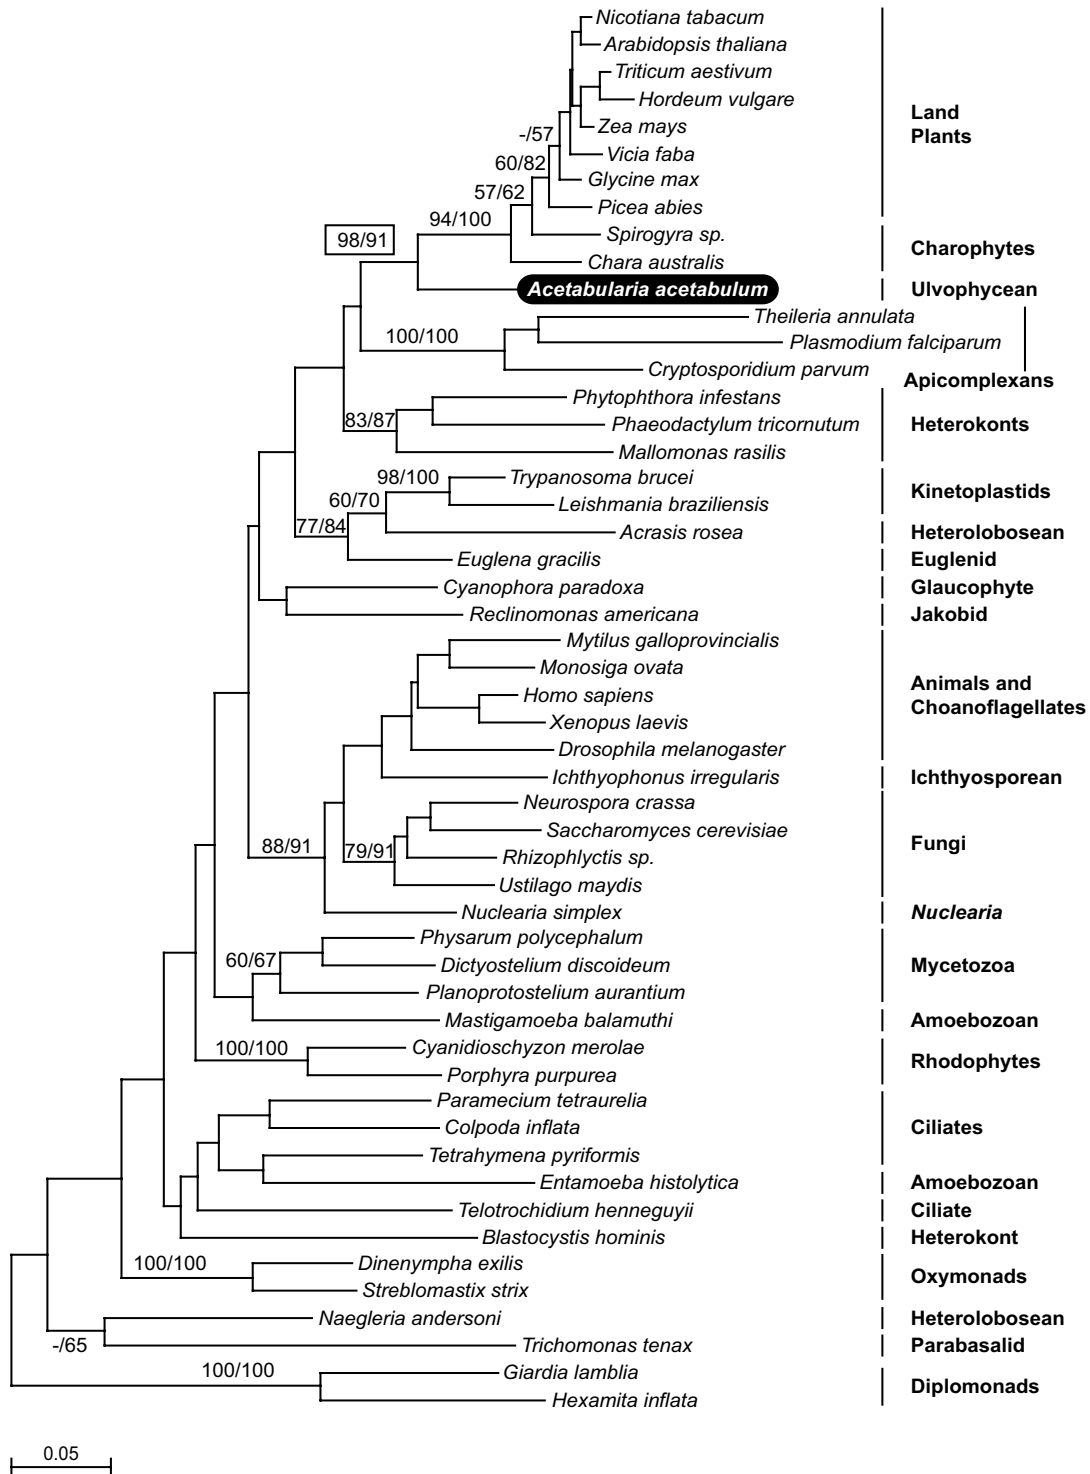 Nicotiana tabacum
Arabidopsis thaliana
Triticum aestivum
Hordeum vulgare
Land
Plants
Zea mays
-/57
Vicia faba
60/82
Glycine max
57/62
Picea abies
94/100
Spirogyra sp.
98/91
Charophytes
Chara australis
Acetabularia acetabulum
Ulvophycean
Theileria annulata
100/100
Plasmodium falciparum
Cryptosporidium parvum
Apicomplexans
Phytophthora infestans
83/87
Phaeodactylum tricornutum
Heterokonts
Mallomonas rasilis
98/100
Trypanosoma brucei
Kinetoplastids
60/70
Leishmania braziliensis
77/84
Acrasis rosea
Heterolobosean
Euglena gracilis
Euglenid
Cyanophora paradoxa
Glaucophyte
Reclinomonas americana
Jakobid
Mytilus galloprovincialis
Monosiga ovata
Animals and
Choanoflagellates
Homo sapiens
Xenopus laevis
Drosophila melanogaster
Ichthyophonus irregularis
Ichthyosporean
Neurospora crassa
Saccharomyces cerevisiae
Fungi
88/91
79/91
Rhizophlyctis sp.
Ustilago maydis
Nuclearia simplex
Nuclearia
Physarum polycephalum
60/67
Dictyostelium discoideum
Mycetozoa
Planoprotostelium aurantium
Mastigamoeba balamuthi
Amoebozoan
100/100
Cyanidioschyzon merolae
Rhodophytes
Porphyra purpurea
Paramecium tetraurelia
Colpoda inflata
Ciliates
Tetrahymena pyriformis
Entamoeba histolytica
Amoebozoan
Telotrochidium henneguyii
Ciliate
Blastocystis hominis
Heterokont
100/100
Dinenympha exilis
Oxymonads
Streblomastix strix
Naegleria andersoni
Heterolobosean
-/65
Trichomonas tenax
Parabasalid
100/100
Giardia lamblia
Diplomonads
Hexamita inflata
0.05